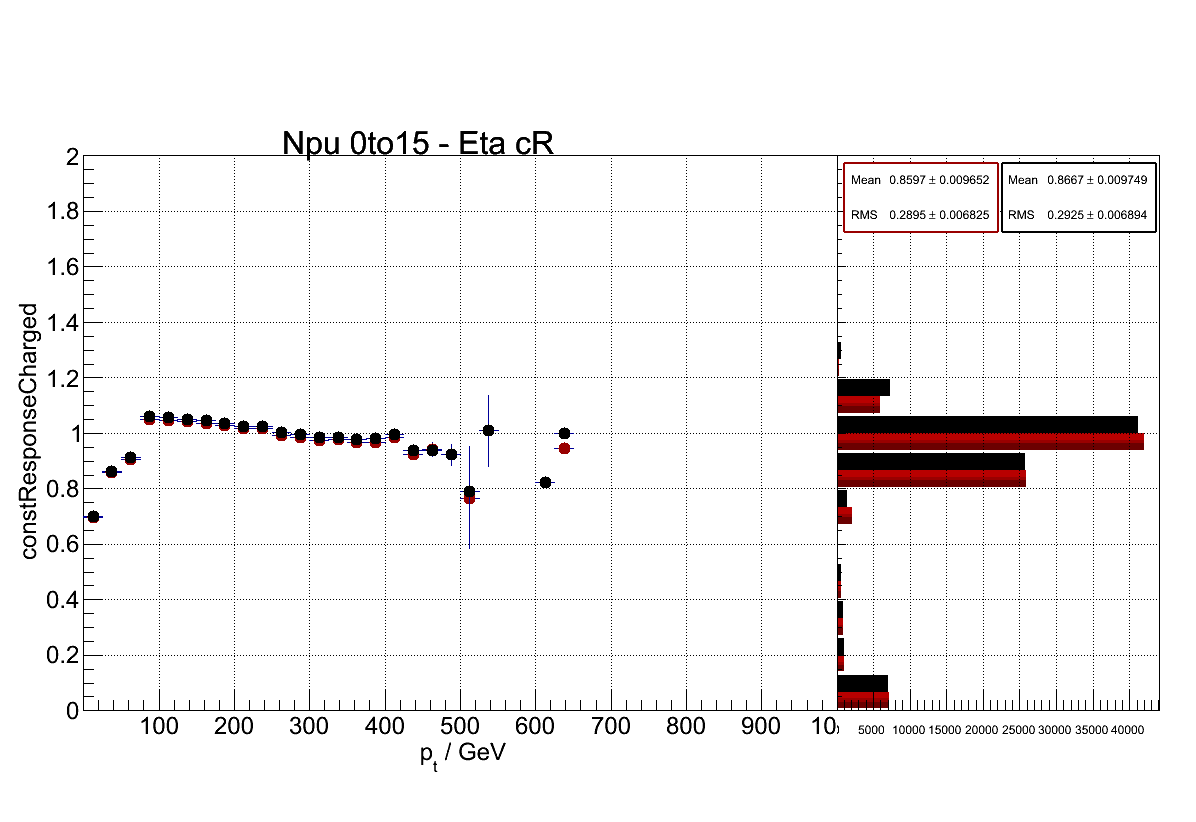 Npu 0to15 - Eta cR
constResponseCharged
2
1.8
1.6
1.4
1.2
1
0.8
0.6
0.4
0.2
0
100 200 300 400 500 600 700 800 900 10
p_t / GeV
Mean 0.8597 ± 0.009652
RMS 0.2895 ± 0.006825
Mean 0.8667 ± 0.009749
RMS 0.2925 ± 0.006894
5000 10000 15000 20000 25000 30000 35000 40000